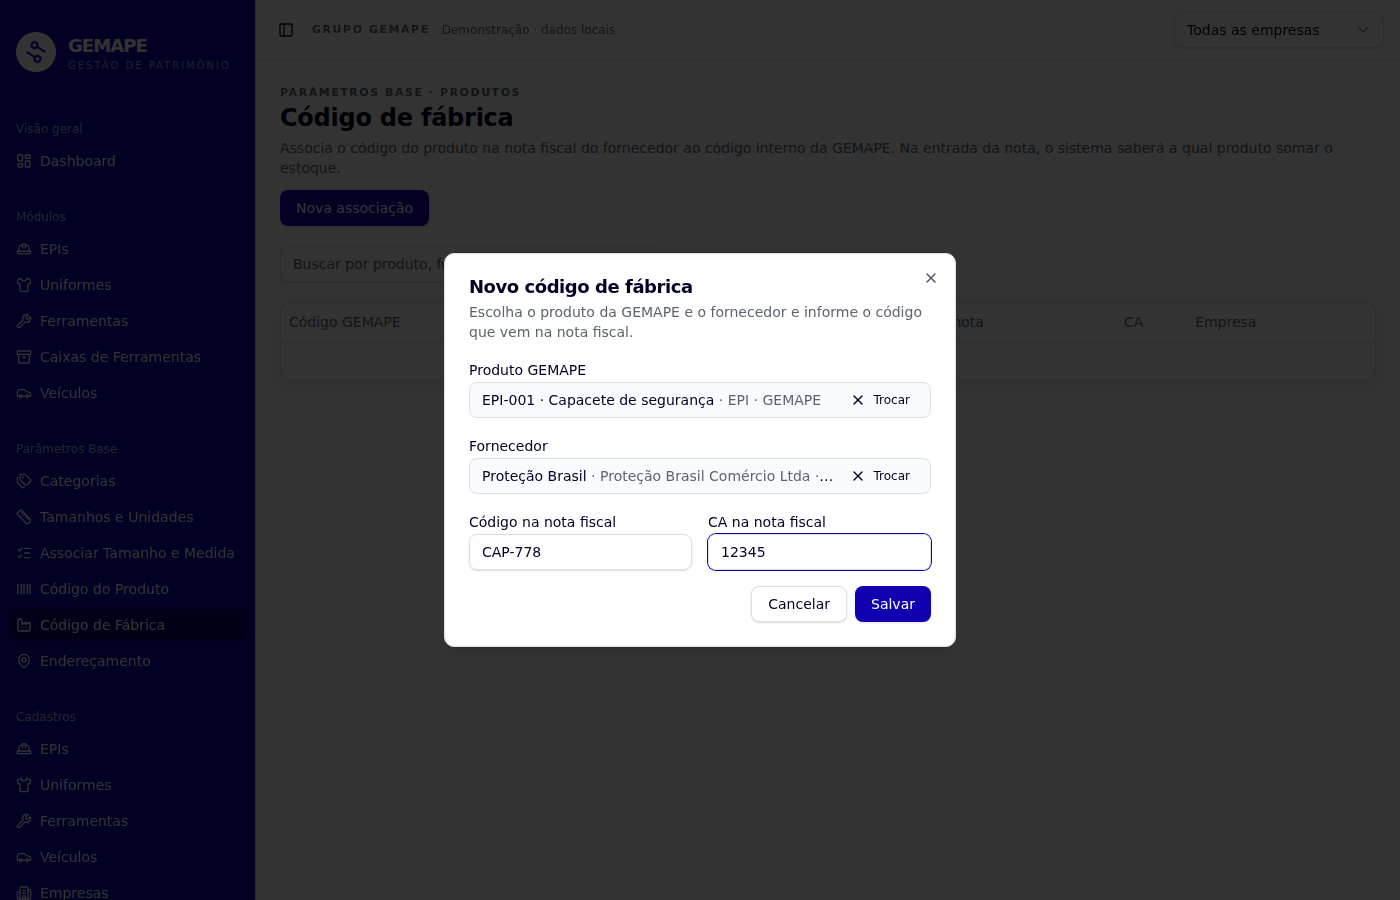 GEMAPE
GESTÃO DE PATRIMÔNIO
Visão geral
Dashboard
Módulos
EPIs
Uniformes
Ferramentas
Caixas de Ferramentas
Veículos
Parâmetros Base
Categorias
Tamanhos e Unidades
Associar Tamanho e Medida
Código do Produto
Código de Fábrica
Endereçamento
Cadastros
EPIs
Uniformes
Ferramentas
Veículos
Empresas
GRUPO GEMAPE Demonstração · dados locais
Todas as empresas
PARÂMETROS BASE · PRODUTOS
Código de fábrica
Associa o código do produto na nota fiscal do fornecedor ao código interno da GEMAPE. Na entrada da nota, o sistema saberá a qual produto somar o
estoque.
Nova associação
Buscar por produto,
Código GEMAPE nota CA Empresa
Novo código de fábrica
Escolha o produto da GEMAPE e o fornecedor e informe o código
que vem na nota fiscal.
Produto GEMAPE
EPI-001 · Capacete de segurança · EPI · GEMAPE Trocar
Fornecedor
Proteção Brasil · Proteção Brasil Comércio Ltda ·... Trocar
Código na nota fiscal CA na nota fiscal
CAP-778 12345
Cancelar Salvar